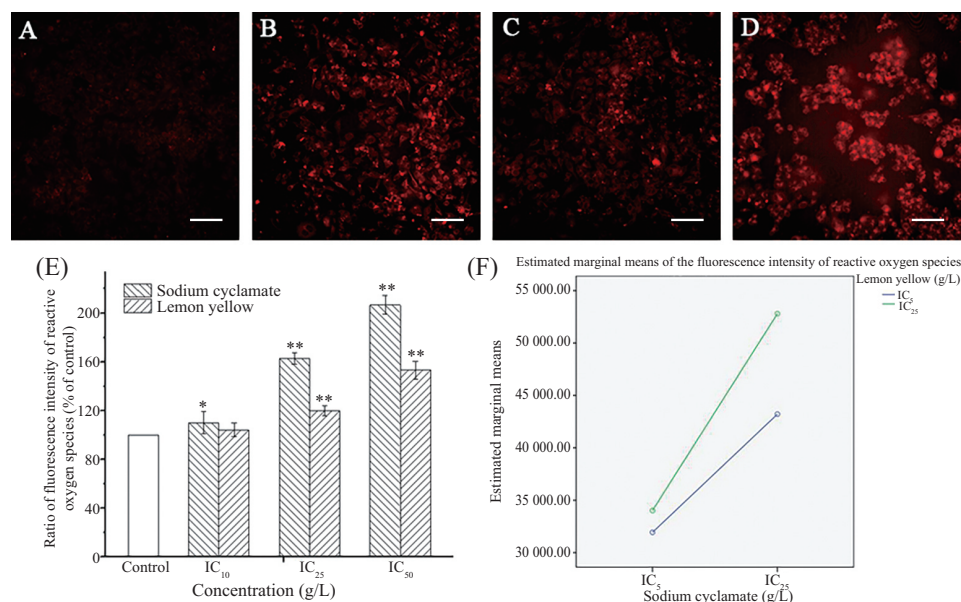 A
B
C
D
(E)
Sodium cyclamate
Lemon yellow
Ratio of fluorescence intensity of reactive
oxygen species (% of control)
200
160
120
80
40
0
*
**
**
**
**
Control
IC10
IC25
IC50
Concentration (g/L)
(F)
Estimated marginal means of the fluorescence intensity of reactive oxygen species
Lemon yellow (g/L)
IC5
IC25
Estimated marginal means
55 000.00
50 000.00
45 000.00
40 000.00
35 000.00
30 000.00
IC5
IC25
Sodium cyclamate (g/L)